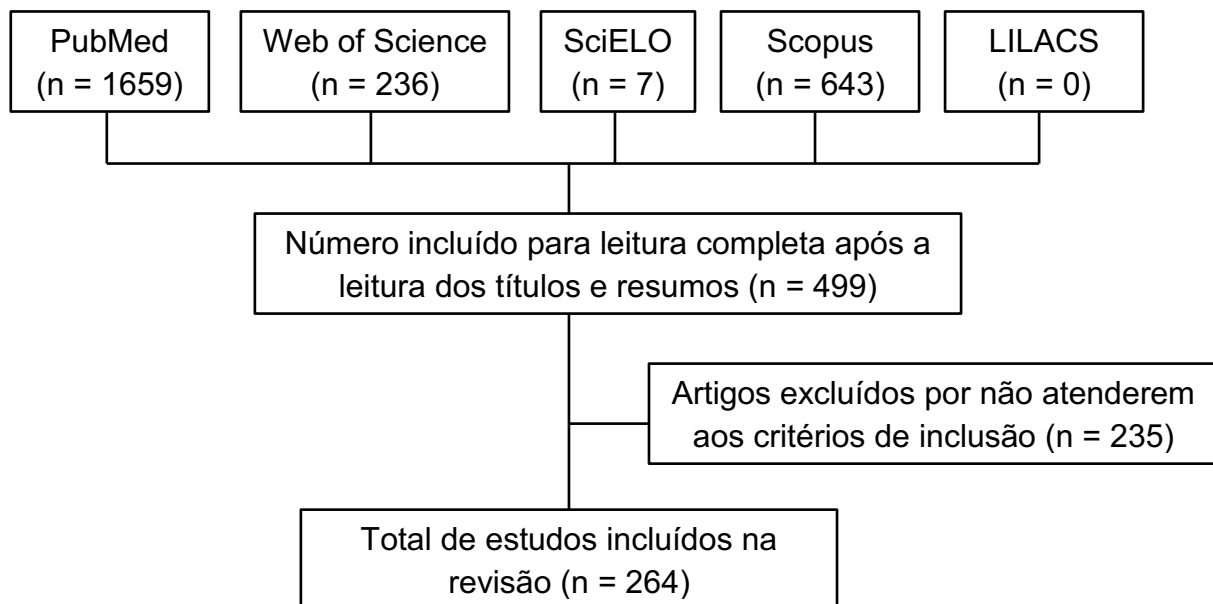 PubMed
(n = 1659)
Web of Science
(n = 236)
SciELO
(n = 7)
Scopus
(n = 643)
LILACS
(n = 0)
Número incluído para leitura completa após a
leitura dos títulos e resumos (n = 499)
Artigos excluídos por não atenderem
aos critérios de inclusão (n = 235)
Total de estudos incluídos na
revisão (n = 264)